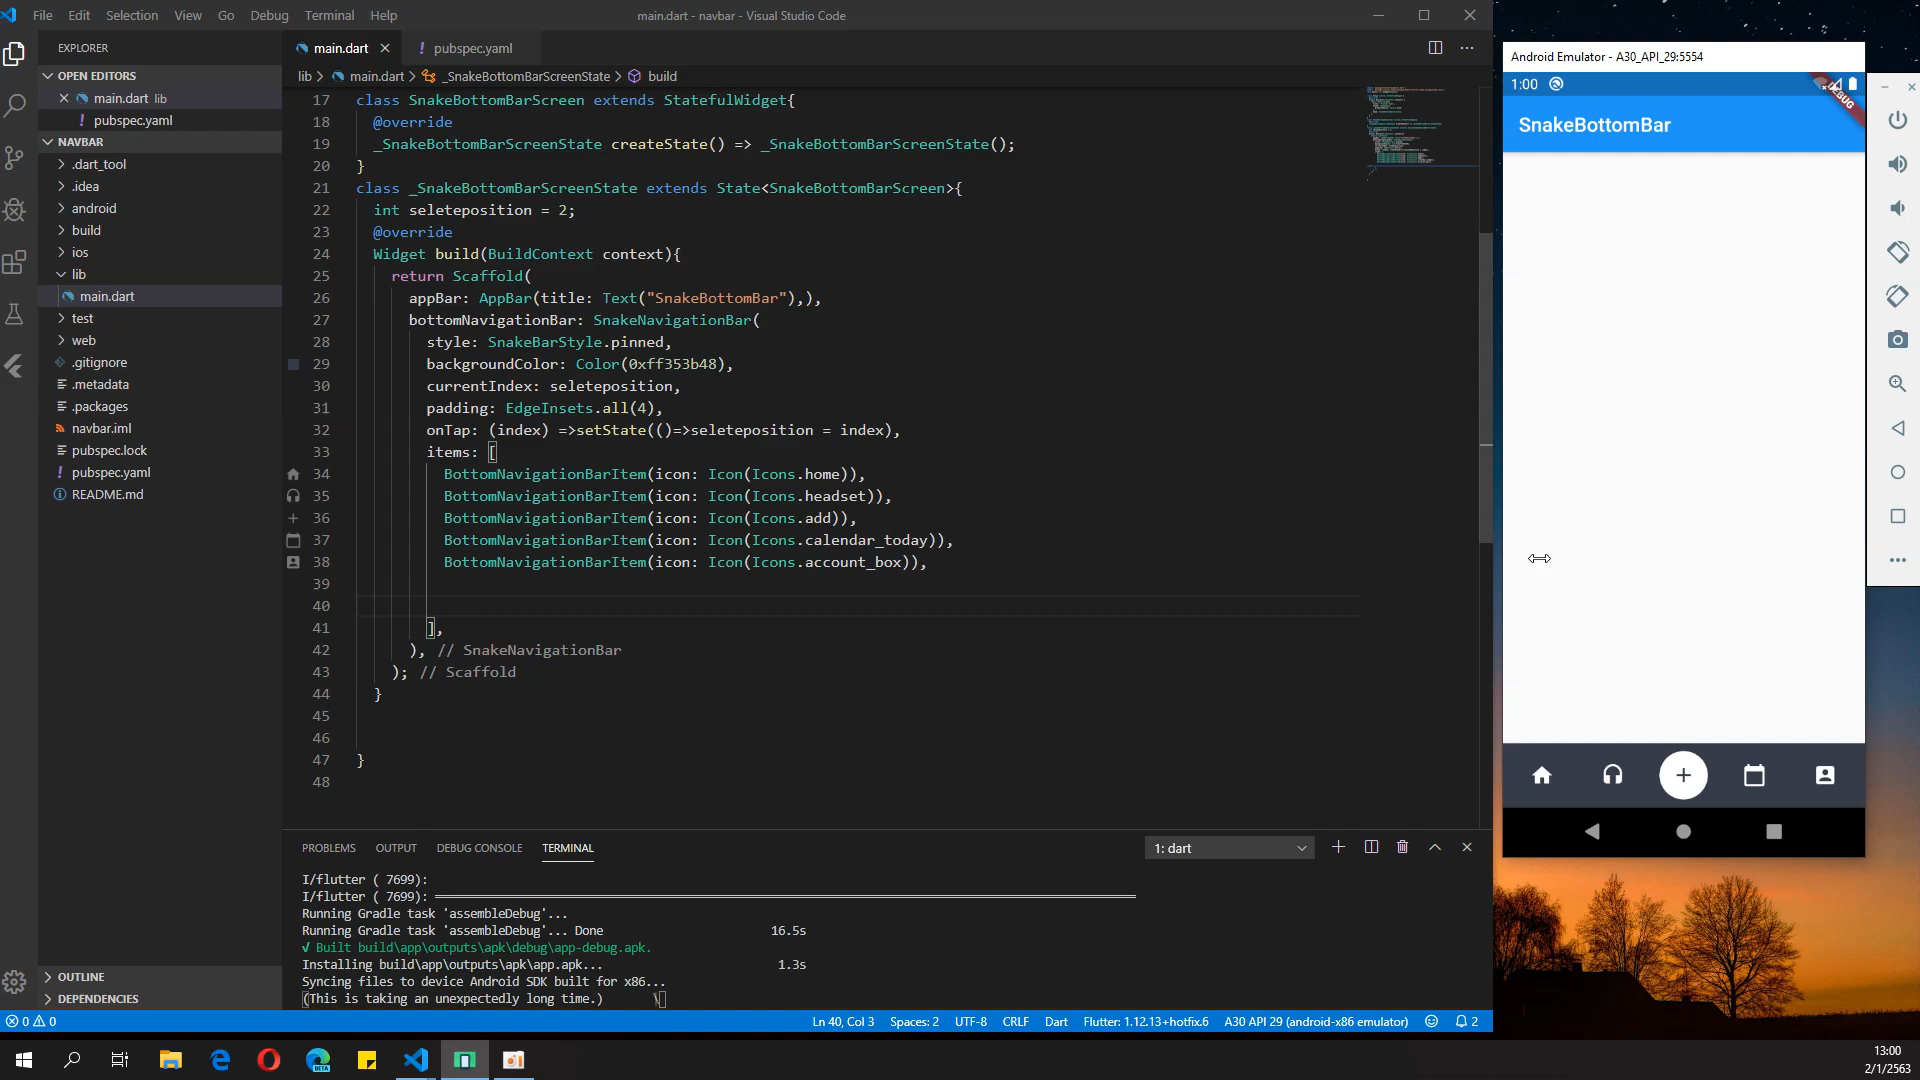 File Edit Selection View Go Debug Terminal Help
main.dart - navbar - Visual Studio Code
EXPLORER
OPEN EDITORS
main.dart lib
pubspec.yaml
NAVBAR
.dart_tool
.idea
android
build
ios
lib
main.dart
test
web
.gitignore
.metadata
.packages
navbar.iml
pubspec.lock
pubspec.yaml
README.md
OUTLINE
DEPENDENCIES
main.dart
pubspec.yaml
lib > main.dart > _SnakeBottomBarScreenState > build
17 class SnakeBottomBarScreen extends StatefulWidget{
18 @override
19 _SnakeBottomBarScreenState createState() => _SnakeBottomBarScreenState();
20 }
21 class _SnakeBottomBarScreenState extends State<SnakeBottomBarScreen>{
22 int seleteposition = 2;
23 @override
24 Widget build(BuildContext context){
25 return Scaffold(
26 appBar: AppBar(title: Text("SnakeBottomBar"),),
27 bottomNavigationBar: SnakeNavigationBar(
28 style: SnakeBarStyle.pinned,
29 backgroundColor: Color(0xff353b48),
30 currentIndex: seleteposition,
31 padding: EdgeInsets.all(4),
32 onTap: (index) =>setState(()=>seleteposition = index),
33 items: [
34 BottomNavigationBarItem(icon: Icon(Icons.home)),
35 BottomNavigationBarItem(icon: Icon(Icons.headset)),
36 BottomNavigationBarItem(icon: Icon(Icons.add)),
37 BottomNavigationBarItem(icon: Icon(Icons.calendar_today)),
38 BottomNavigationBarItem(icon: Icon(Icons.account_box)),
39
40
41 ],
42 ), // SnakeNavigationBar
43 ); // Scaffold
44 }
45
46
47 }
48
PROBLEMS OUTPUT DEBUG CONSOLE TERMINAL
1: dart
I/flutter ( 7699):
I/flutter ( 7699): ════════════════════════════════════════
Running Gradle task 'assembleDebug'...
Running Gradle task 'assembleDebug'... Done 16.5s
√ Built build\app\outputs\apk\debug\app-debug.apk.
Installing build\app\outputs\apk\app.apk... 1.3s
Syncing files to device Android SDK built for x86...
(This is taking an unexpectedly long time.) \
0 0
Ln 40, Col 3 Spaces: 2 UTF-8 CRLF Dart Flutter: 1.12.13+hotfix.6 A30 API 29 (android-x86 emulator) 2
Android Emulator - A30_API_29:5554
1:00
DEBUG
SnakeBottomBar
BETA
13:00
2/1/2563